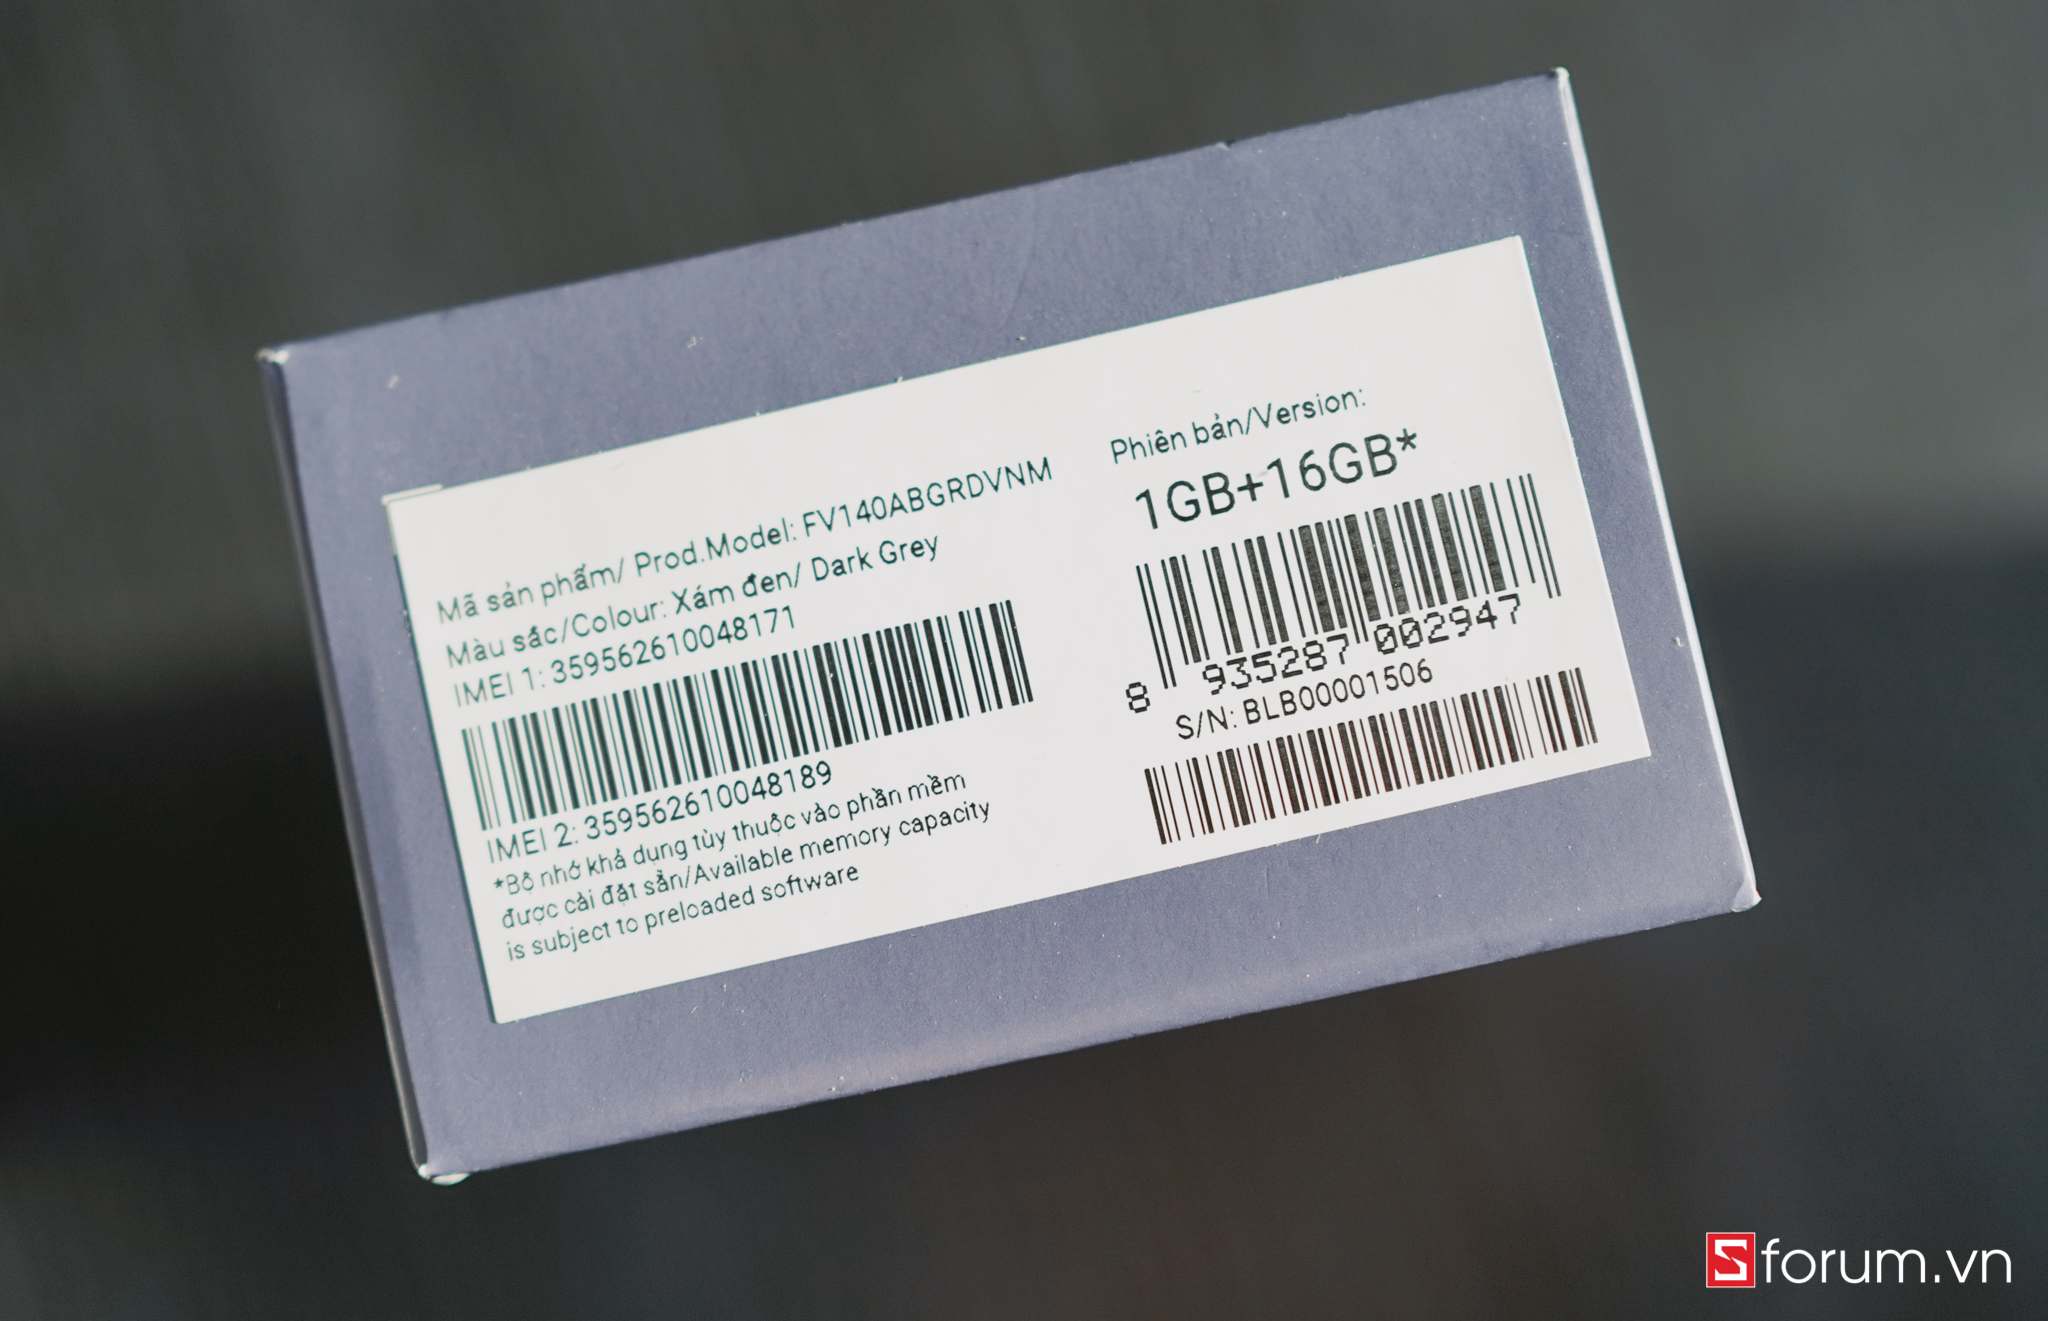 Mã sản phẩm/ Prod.Model: FV140ABGRDVNM
Màu sắc/Colour: Xám đen/ Dark Grey
IMEI 1: 359562610048171
IMEI 2: 359562610048189
*Bộ nhớ khả dụng tùy thuộc vào phần mềm
được cài đặt sẵn/Available memory capacity
is subject to preloaded software
Phiên bản/Version:
1GB+16GB*
8 935287 002947
S/N: BLB00001506
Sforum.vn